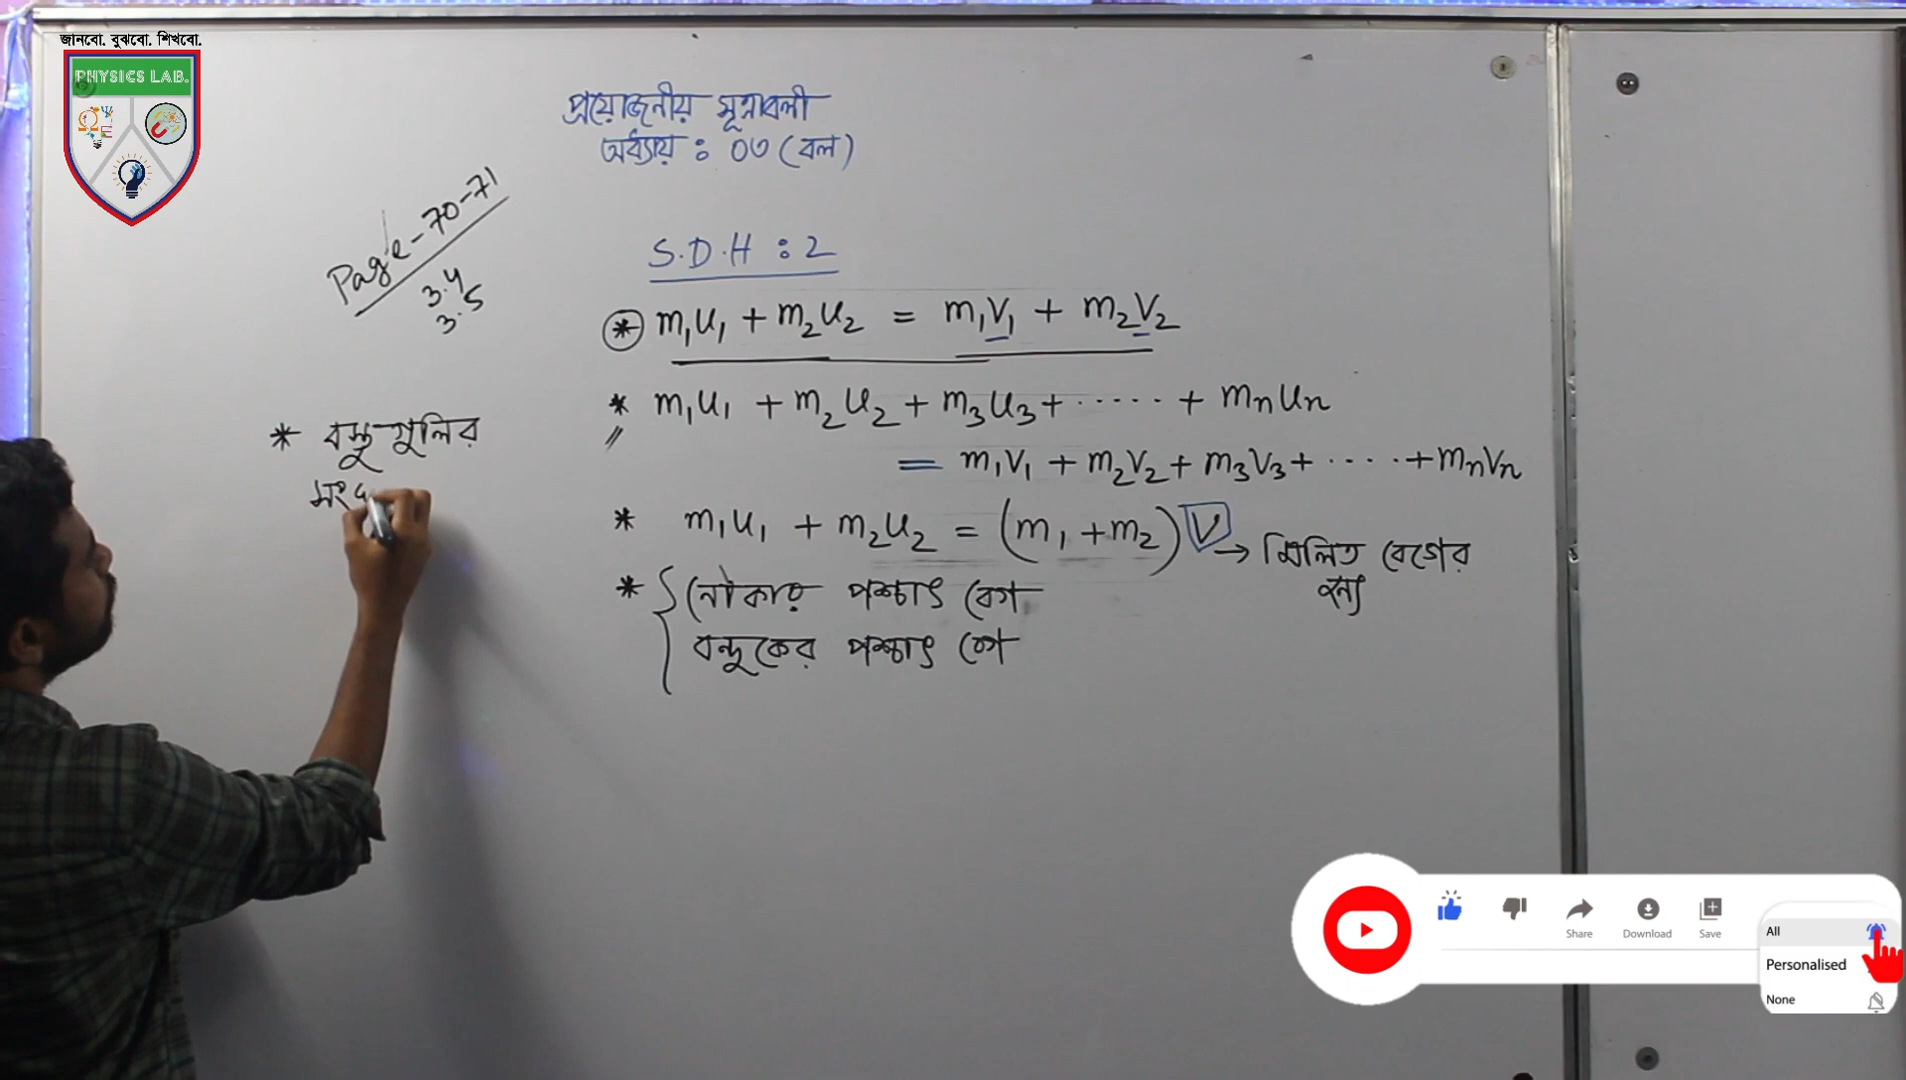 জানবো. বুঝবো. শিখবো.
PHYSICS LAB.
প্রয়োজনীয় সূত্রাবলী
অধ্যায় : ০৩ (বল)
Page - 70-71
3.4
3.5
S.D.H : 2
* m₁u₁ + m₂u₂ = m₁v₁ + m₂v₂
* m₁u₁ + m₂u₂ + m₃u₃ + ..... + mₙuₙ
= m₁v₁ + m₂v₂ + m₃v₃ + ..... + mₙvₙ
* m₁u₁ + m₂u₂ = (m₁ + m₂) v → মিলিত বেগের
জন্য
* { নৌকার পশ্চাৎ বেগ
বন্দুকের পশ্চাৎ বেগ
* বস্তুগুলির
সং
Share
Download
Save
All
Personalised
None